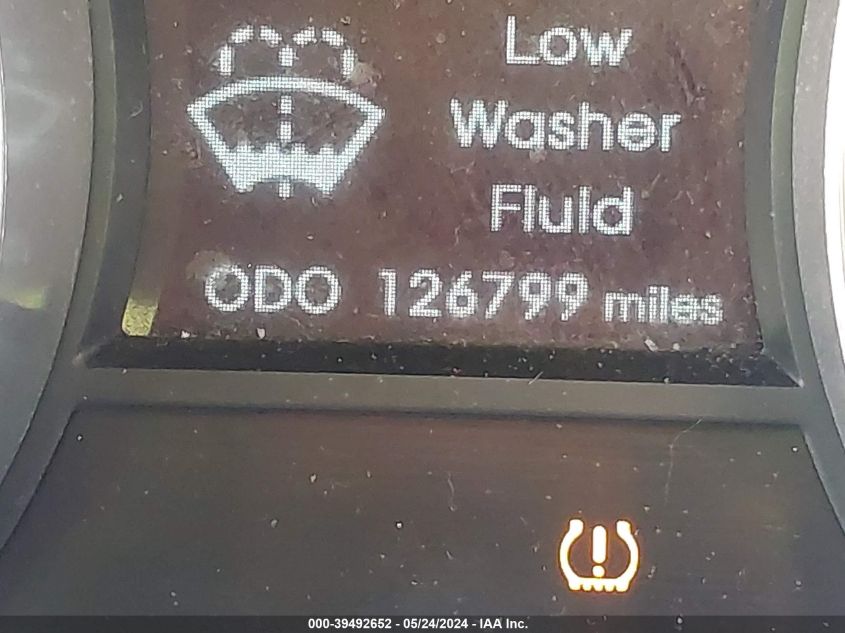 Low
Washer
Fluid
ODO 126799 miles
000-39492652 - 05/24/2024 - IAA Inc.